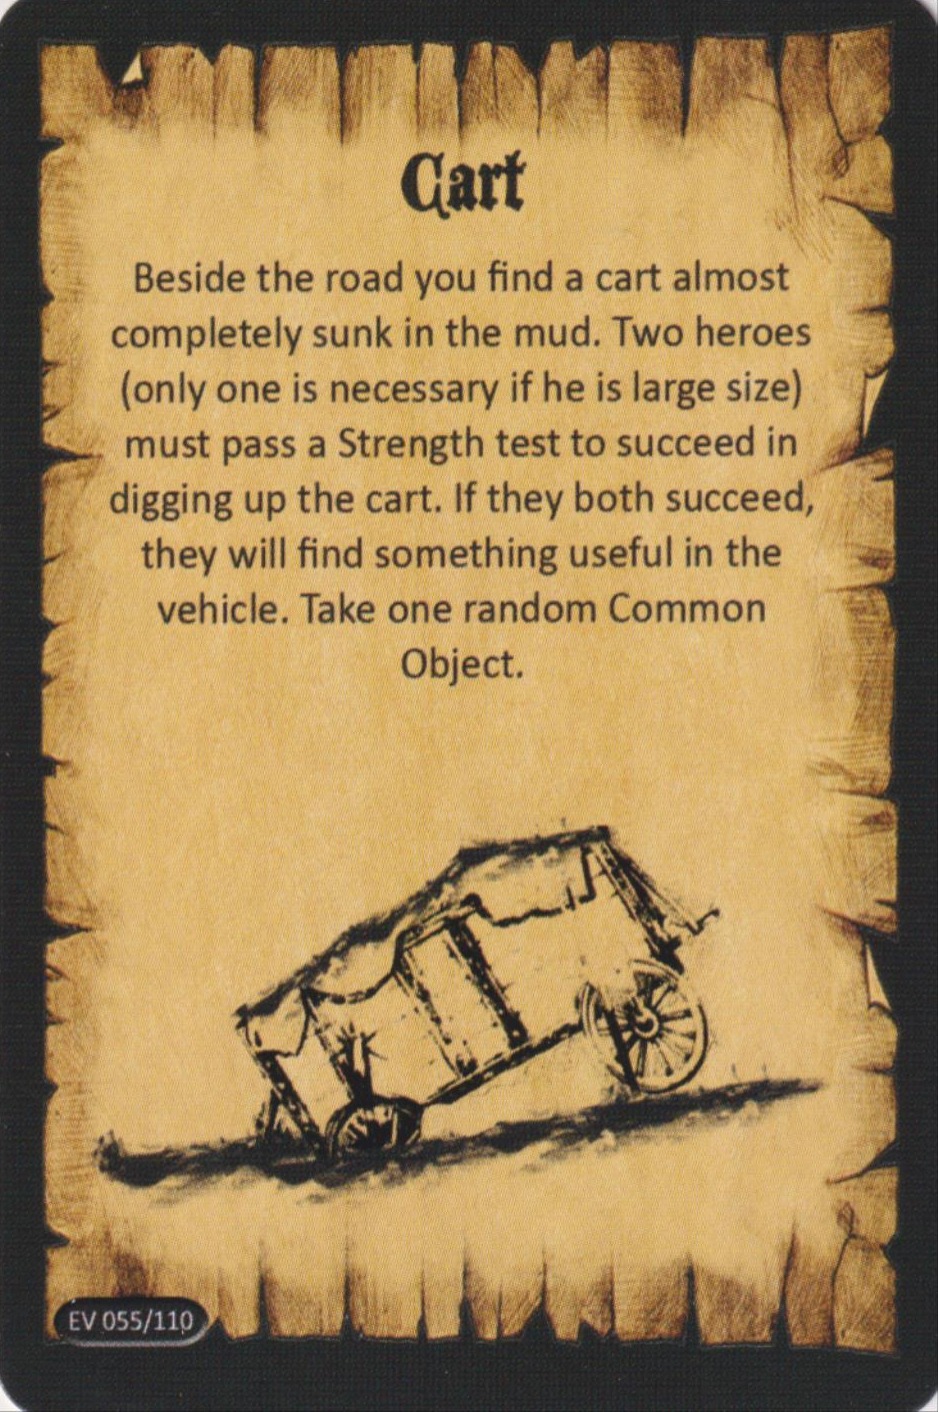 Cart
Beside the road you find a cart almost
completely sunk in the mud. Two heroes
(only one is necessary if he is large size)
must pass a Strength test to succeed in
digging up the cart. If they both succeed,
they will find something useful in the
vehicle. Take one random Common
Object.
EV 055/110